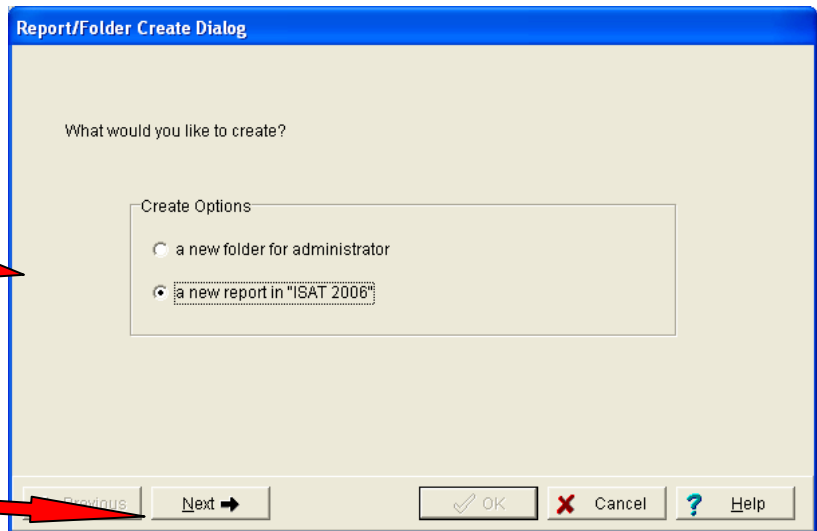 Report/Folder Create Dialog
What would you like to create?
Create Options
a new folder for administrator
a new report in "ISAT 2006"
Previous Next OK Cancel ? Help